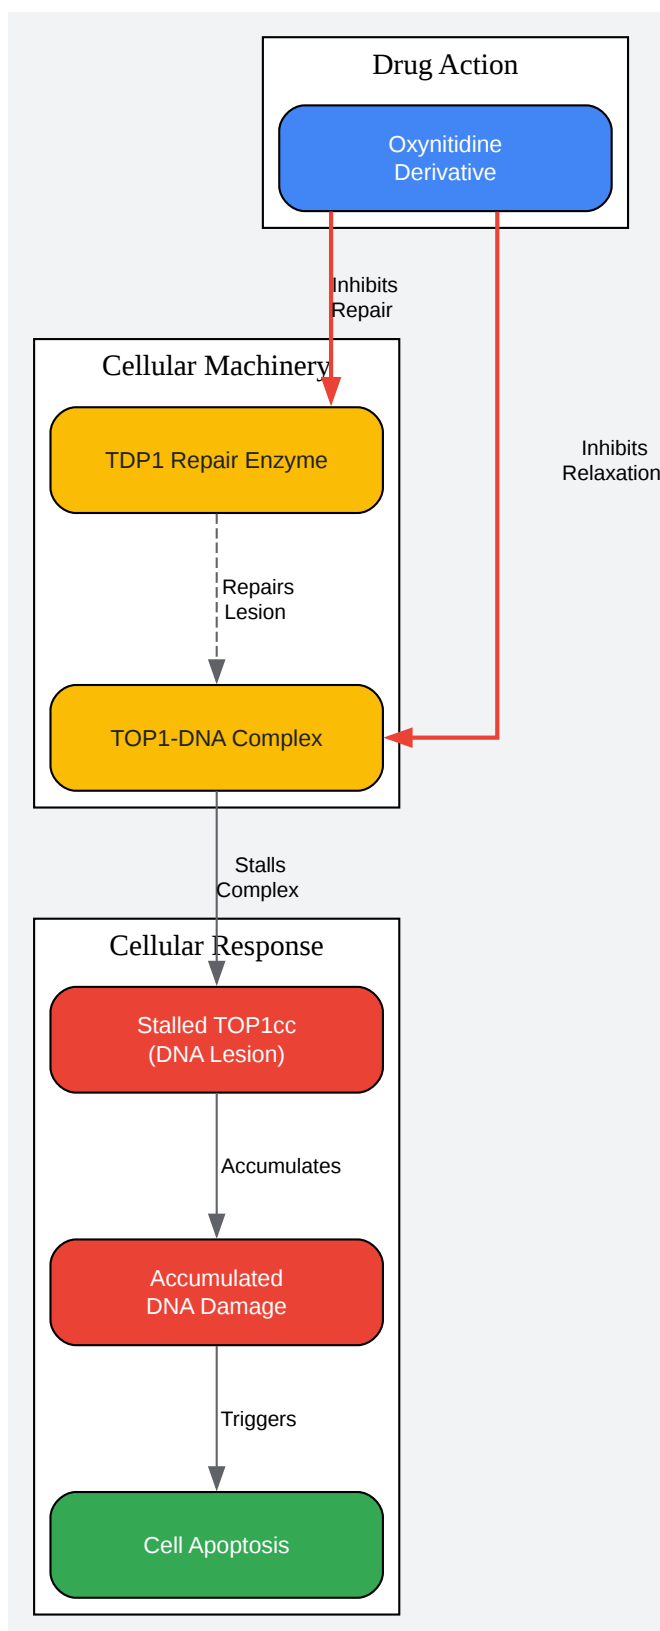 Drug Action
Oxynitidine
Derivative
Inhibits
Repair
Cellular Machinery
TDP1 Repair Enzyme
Inhibits
Relaxation
Repairs
Lesion
TOP1-DNA Complex
Stalls
Complex
Cellular Response
Stalled TOP1cc
(DNA Lesion)
Accumulates
Accumulated
DNA Damage
Triggers
Cell Apoptosis